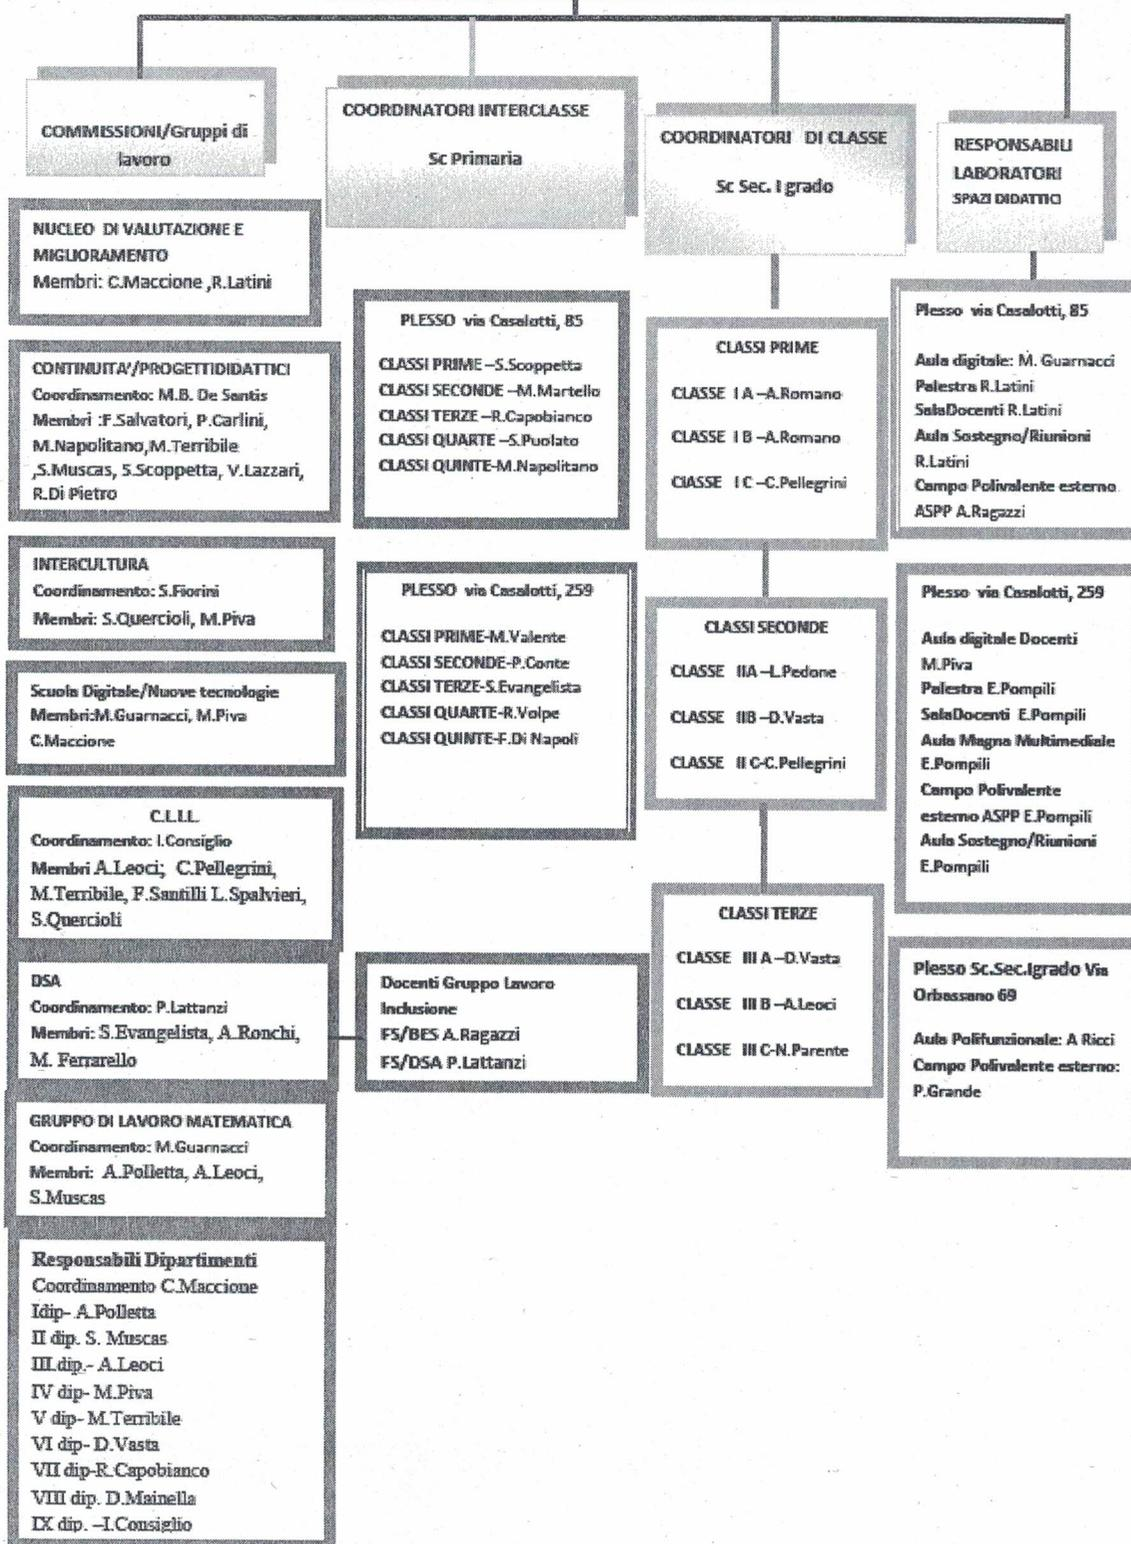 COMMISSIONI/Gruppi di
lavoro
NUCLEO DI VALUTAZIONE E
MIGLIORAMENTO
Membri: C.Maccione ,R.Latini
CONTINUITA'/PROGETTIDIDATTICI
Coordinamento: M.B. De Santis
Membri :F.Salvatori, P.Carlini,
M.Napolitano,M.Terribile
,S.Muscas, S.Scoppetta, V.Lazzari,
R.Di Pietro
INTERCULTURA
Coordinamento: S.Fiorini
Membri: S.Quercioli, M.Piva
Scuola Digitale/Nuove tecnologie
Membri:M.Guarnacci, M.Piva
C.Maccione
C.L.I.L.
Coordinamento: I.Consiglio
Membri A.Leoci; C.Pellegrini,
M.Terribile, F.Santilli L.Spalvieri,
S.Quercioli
DSA
Coordinamento: P.Lattanzi
Membri: S.Evangelista, A.Ronchi,
M. Ferrarello
GRUPPO DI LAVORO MATEMATICA
Coordinamento: M.Guarnacci
Membri: A.Polletta, A.Leoci,
S.Muscas
Responsabili Dipartimenti
Coordinamento C.Maccione
Idip- A.Polletta
II dip. S. Muscas
III.dip.- A.Leoci
IV dip- M.Piva
V dip- M.Terribile
VI dip- D.Vasta
VII dip-R.Capobianco
VIII dip. D.Mainella
IX dip. –I.Consiglio
COORDINATORI INTERCLASSE
Sc Primaria
PLESSO via Casalotti, 85
CLASSI PRIME –S.Scoppetta
CLASSI SECONDE –M.Martello
CLASSI TERZE –R.Capobianco
CLASSI QUARTE –S.Puolato
CLASSI QUINTE-M.Napolitano
PLESSO via Casalotti, 259
CLASSI PRIME-M.Valente
CLASSI SECONDE-P.Conte
CLASSI TERZE-S.Evangelista
CLASSI QUARTE-R.Volpe
CLASSI QUINTE-F.Di Napoli
Docenti Gruppo Lavoro
Inclusione
FS/BES A.Ragazzi
FS/DSA P.Lattanzi
COORDINATORI DI CLASSE
Sc Sec. I grado
CLASSI PRIME
CLASSE I A –A.Romano
CLASSE I B –A.Romano
ClASSE I C –C.Pellegrini
CLASSI SECONDE
CLASSE IIA –L.Pedone
CLASSE IIB –D.Vasta
CLASSE II C-C.Pellegrini
CLASSI TERZE
CLASSE III A –D.Vasta
CLASSE III B –A.Leoci
CLASSE III C-N.Parente
RESPONSABILI
LABORATORI
SPAZI DIDATTICI
Plesso via Casalotti, 85
Aula digitale: M. Guarnacci
Palestra R.Latini
SalaDocenti R.Latini
Aula Sostegno/Riunioni
R.Latini
Campo Polivalente esterno
ASPP A.Ragazzi
Plesso via Casalotti, 259
Aula digitale Docenti
M.Piva
Palestra E.Pompili
SalaDocenti E.Pompili
Aula Magna Multimediale
E.Pompili
Campo Polivalente
esterno ASPP E.Pompili
Aula Sostegno/Riunioni
E.Pompili
Plesso Sc.Sec.Igrado Via
Orbassano 69
Aula Polifunzionale: A Ricci
Campo Polivalente esterno:
P.Grande